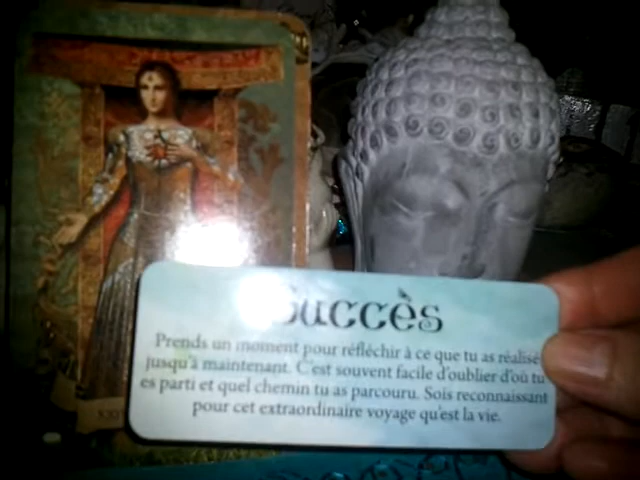 Succès
Prends un moment pour réfléchir à ce que tu as réalisé
jusqu'à maintenant. C'est souvent facile d'oublier d'où tu
es parti et quel chemin tu as parcouru. Sois reconnaissant
pour cet extraordinaire voyage qu'est la vie.